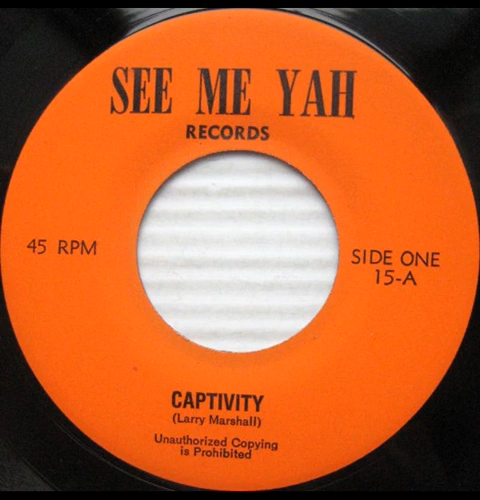 SEE ME YAH
RECORDS
45 RPM
SIDE ONE
15-A
CAPTIVITY
(Larry Marshall)
Unauthorized Copying
is Prohibited